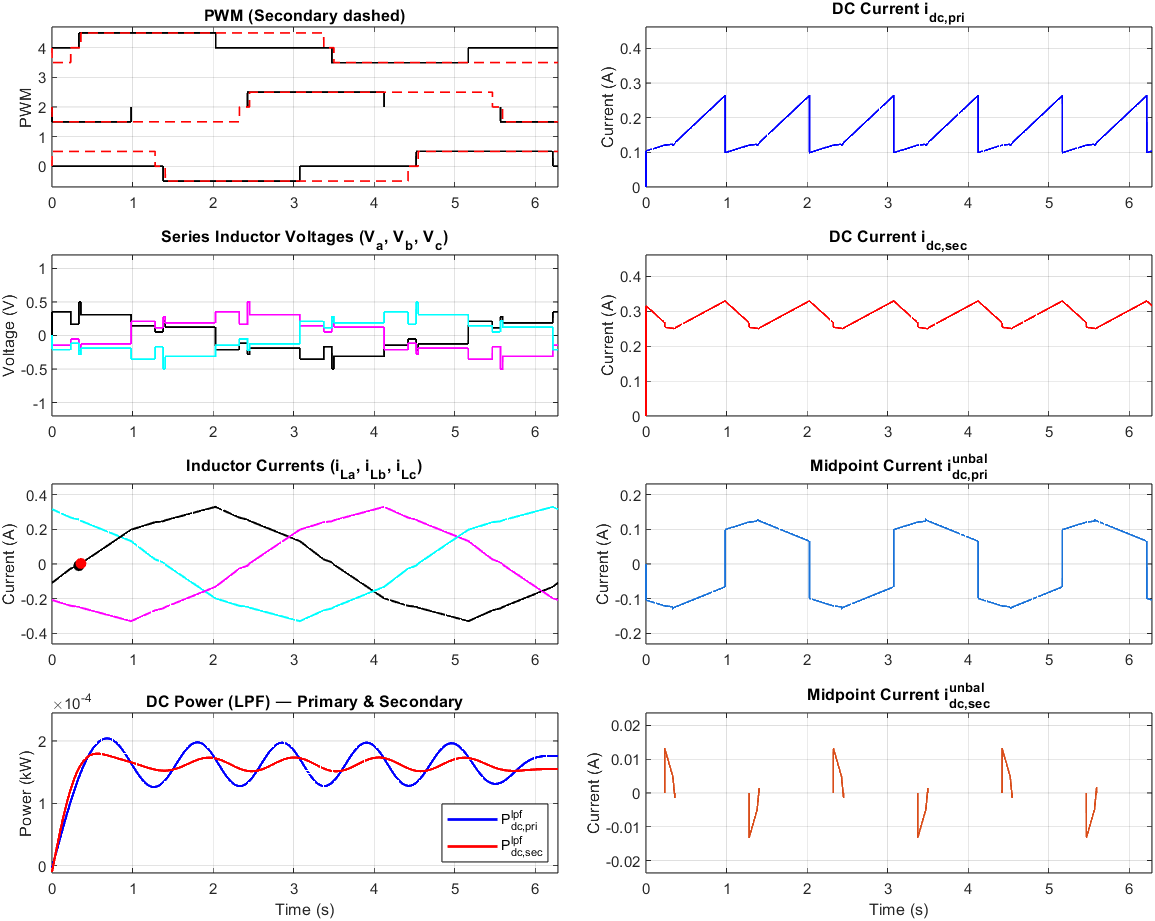 PWM (Secondary dashed)
PWM
4
3
2
1
0
0 1 2 3 4 5 6
DC Current i_dc,pri
Current (A)
0.4
0.3
0.2
0.1
0
0 1 2 3 4 5 6
Series Inductor Voltages (V_a, V_b, V_c)
Voltage (V)
1
0.5
0
-0.5
-1
0 1 2 3 4 5 6
DC Current i_dc,sec
Current (A)
0.4
0.3
0.2
0.1
0
0 1 2 3 4 5 6
Inductor Currents (i_La, i_Lb, i_Lc)
Current (A)
0.4
0.2
0
-0.2
-0.4
0 1 2 3 4 5 6
Midpoint Current i^unbal_dc,pri
Current (A)
0.2
0.1
0
-0.1
-0.2
0 1 2 3 4 5 6
DC Power (LPF) — Primary & Secondary
×10^-4
Power (kW)
2
1
0
P^lpf_dc,pri
P^lpf_dc,sec
0 1 2 3 4 5 6
Time (s)
Midpoint Current i^unbal_dc,sec
Current (A)
0.02
0.01
0
-0.01
-0.02
0 1 2 3 4 5 6
Time (s)